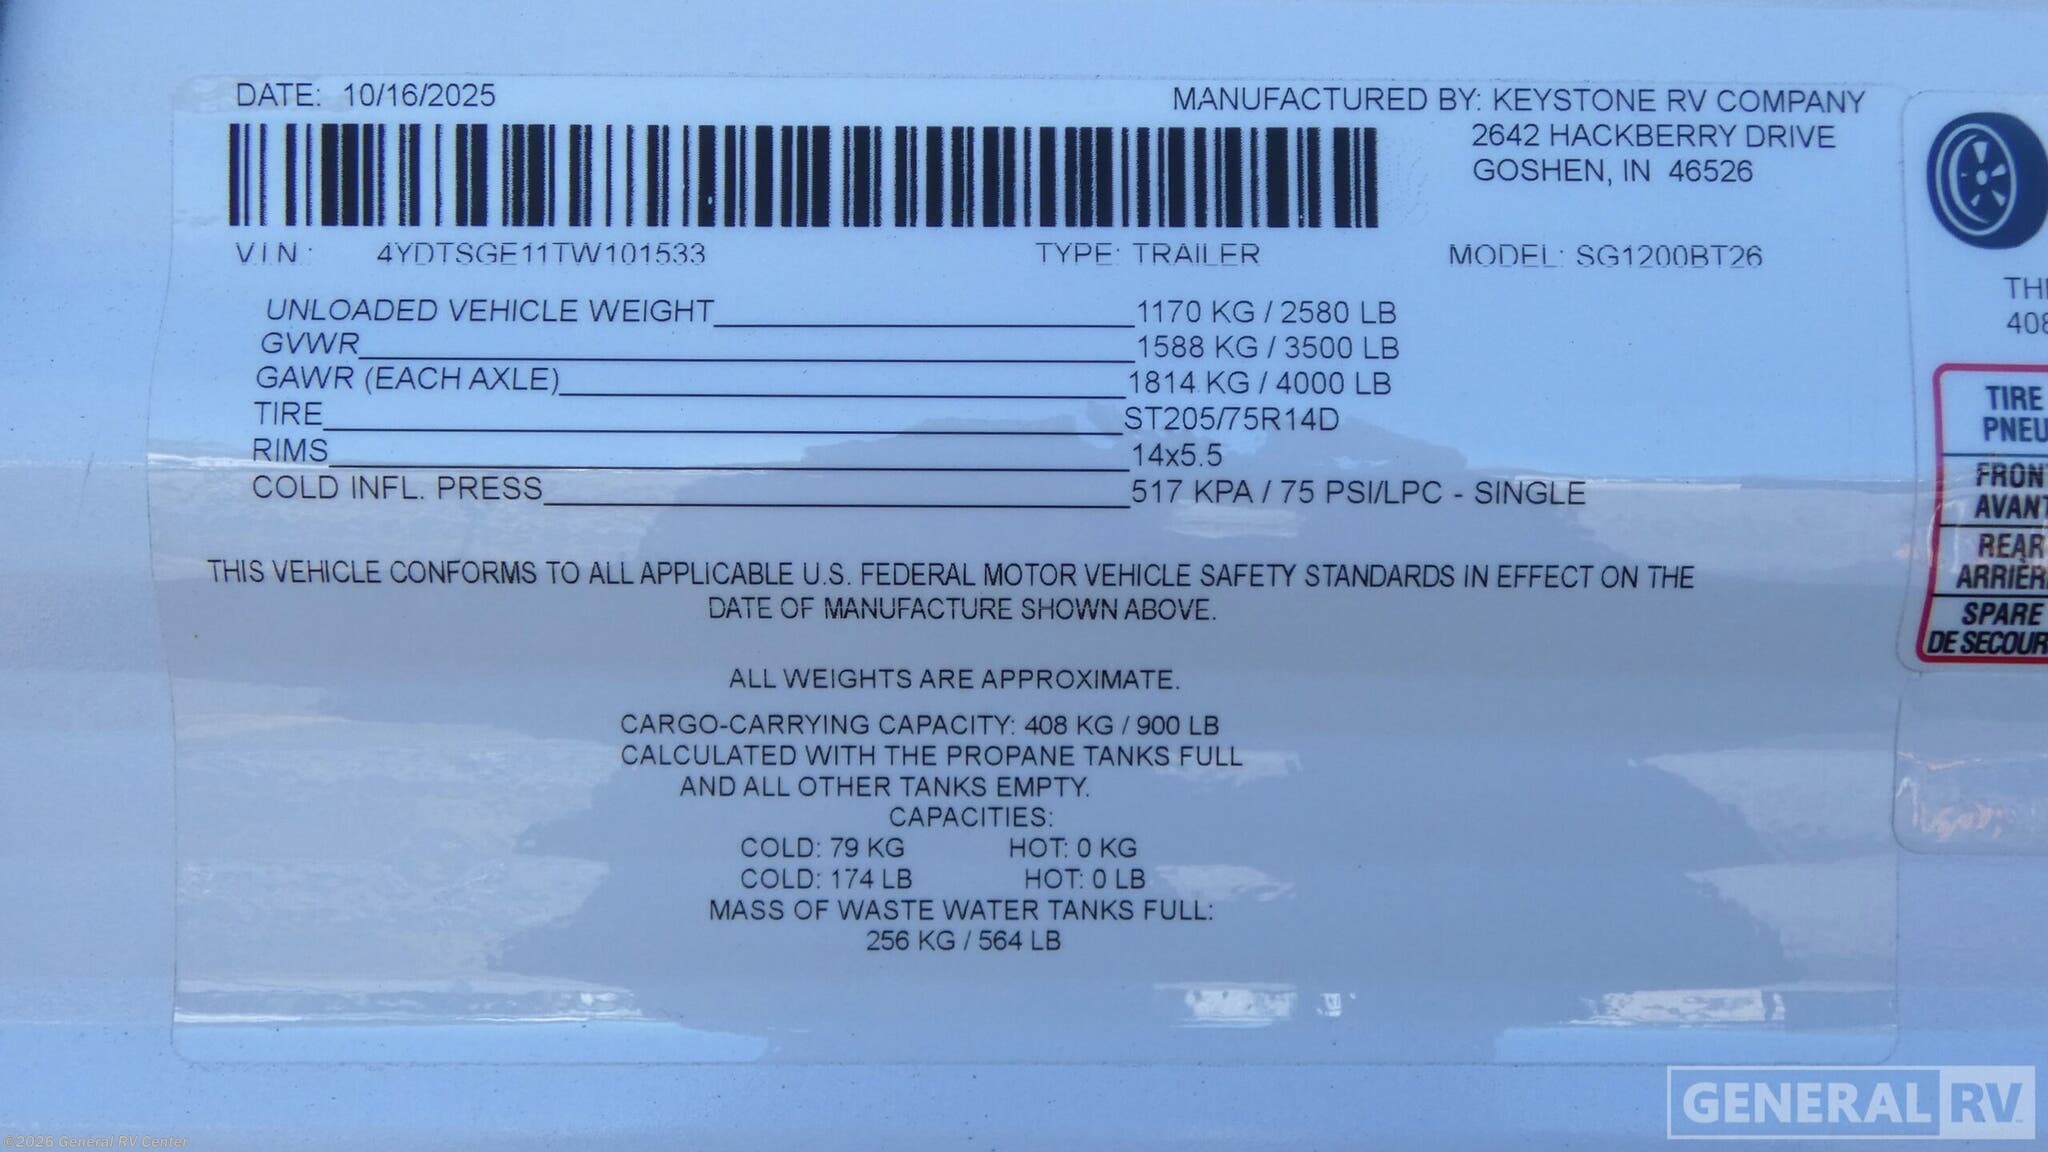 DATE: 10/16/2025
MANUFACTURED BY: KEYSTONE RV COMPANY
2642 HACKBERRY DRIVE
GOSHEN, IN 46526
VIN: 4YDTSGE11TW101533 TYPE: TRAILER MODEL: SG1200BT26
UNLOADED VEHICLE WEIGHT 1170 KG / 2580 LB
GVWR 1588 KG / 3500 LB
GAWR (EACH AXLE) 1814 KG / 4000 LB
TIRE ST205/75R14D
RIMS 14x5.5
COLD INFL. PRESS 517 KPA / 75 PSI/LPC - SINGLE
THIS VEHICLE CONFORMS TO ALL APPLICABLE U.S. FEDERAL MOTOR VEHICLE SAFETY STANDARDS IN EFFECT ON THE
DATE OF MANUFACTURE SHOWN ABOVE.
ALL WEIGHTS ARE APPROXIMATE.
CARGO-CARRYING CAPACITY: 408 KG / 900 LB
CALCULATED WITH THE PROPANE TANKS FULL
AND ALL OTHER TANKS EMPTY.
CAPACITIES:
COLD: 79 KG HOT: 0 KG
COLD: 174 LB HOT: 0 LB
MASS OF WASTE WATER TANKS FULL:
256 KG / 564 LB
408
TIRE
PNEU
FRONT
AVANT
REAR
ARRIÈR
SPARE
DE SECOUR
GENERAL RV
©2026 General RV Center